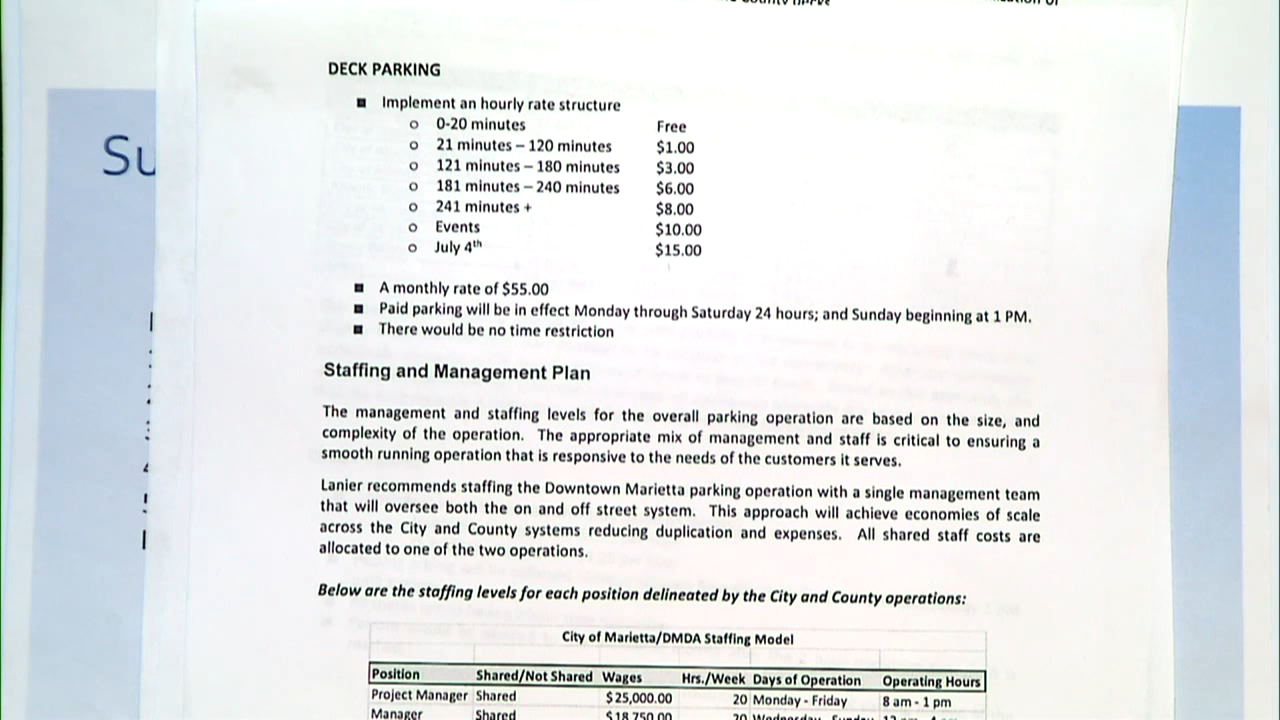 DECK PARKING
Su
■ Implement an hourly rate structure
o 0-20 minutes Free
o 21 minutes – 120 minutes $1.00
o 121 minutes – 180 minutes $3.00
o 181 minutes – 240 minutes $6.00
o 241 minutes + $8.00
o Events $10.00
o July 4th $15.00
■ A monthly rate of $55.00
■ Paid parking will be in effect Monday through Saturday 24 hours; and Sunday beginning at 1 PM.
■ There would be no time restriction
Staffing and Management Plan
The management and staffing levels for the overall parking operation are based on the size, and
complexity of the operation. The appropriate mix of management and staff is critical to ensuring a
smooth running operation that is responsive to the needs of the customers it serves.
Lanier recommends staffing the Downtown Marietta parking operation with a single management team
that will oversee both the on and off street system. This approach will achieve economies of scale
across the City and County systems reducing duplication and expenses. All shared staff costs are
allocated to one of the two operations.
Below are the staffing levels for each position delineated by the City and County operations:
City of Marietta/DMDA Staffing Model
Position Shared/Not Shared Wages Hrs./Week Days of Operation Operating Hours
Project Manager Shared $25,000.00 20 Monday - Friday 8 am - 1 pm
Manager Shared $18,750.00 20 Wednesday - Sunday